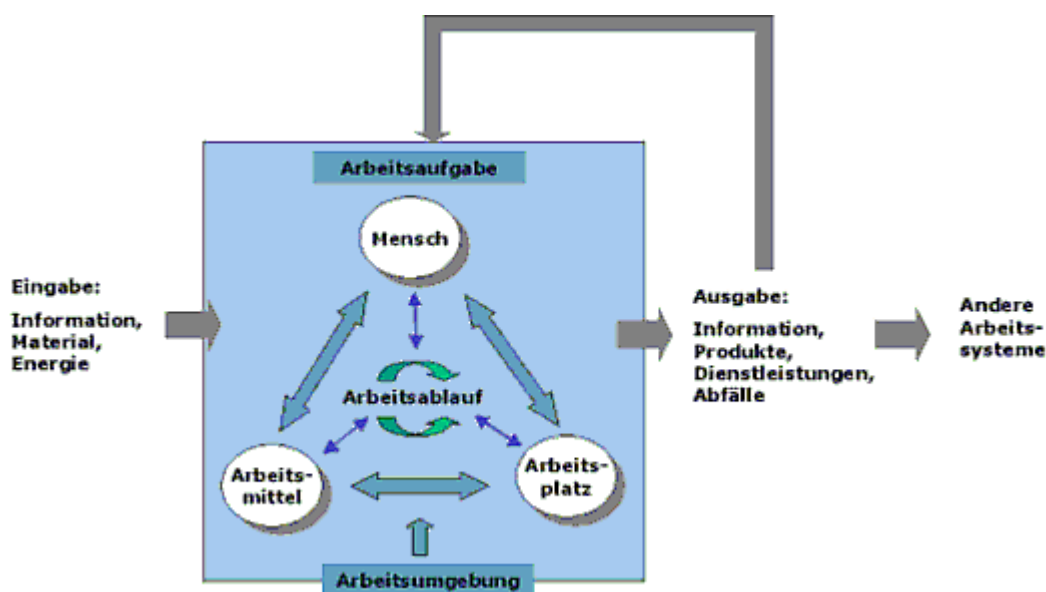 Arbeitsaufgabe
Mensch
Eingabe:
Information,
Material,
Energie
Arbeitsablauf
Arbeits-
mittel
Arbeits-
platz
Arbeitsumgebung
Ausgabe:
Information,
Produkte,
Dienstleistungen,
Abfälle
Andere
Arbeits-
systeme